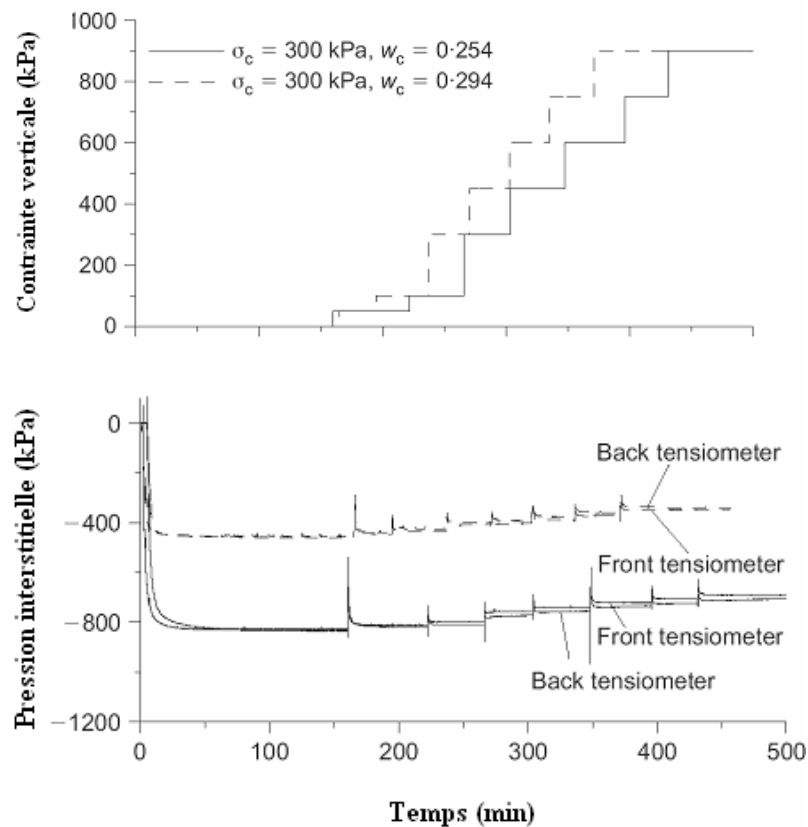 1000
800
600
400
200
0
Contrainte verticale (kPa)
σc = 300 kPa, wc = 0·254
σc = 300 kPa, wc = 0·294
0
−400
−800
−1200
Pression interstitielle (kPa)
Back tensiometer
Front tensiometer
Front tensiometer
Back tensiometer
0
100
200
300
400
500
Temps (min)